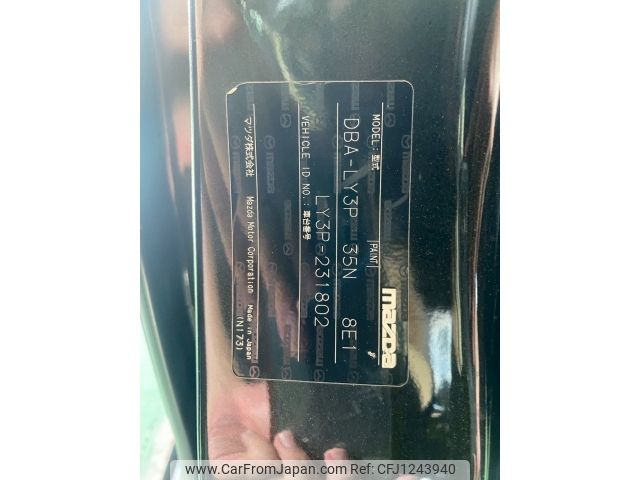 mazda
MODEL:型式 PAINT
DBA-LY3P 35N 8E1
VEHICLE ID NO.:車台番号
LY3P-231802
マツダ株式会社 Mazda Motor Corporation Made in Japan
(N173)
www.CarFromJapan.com | CFJ1243940